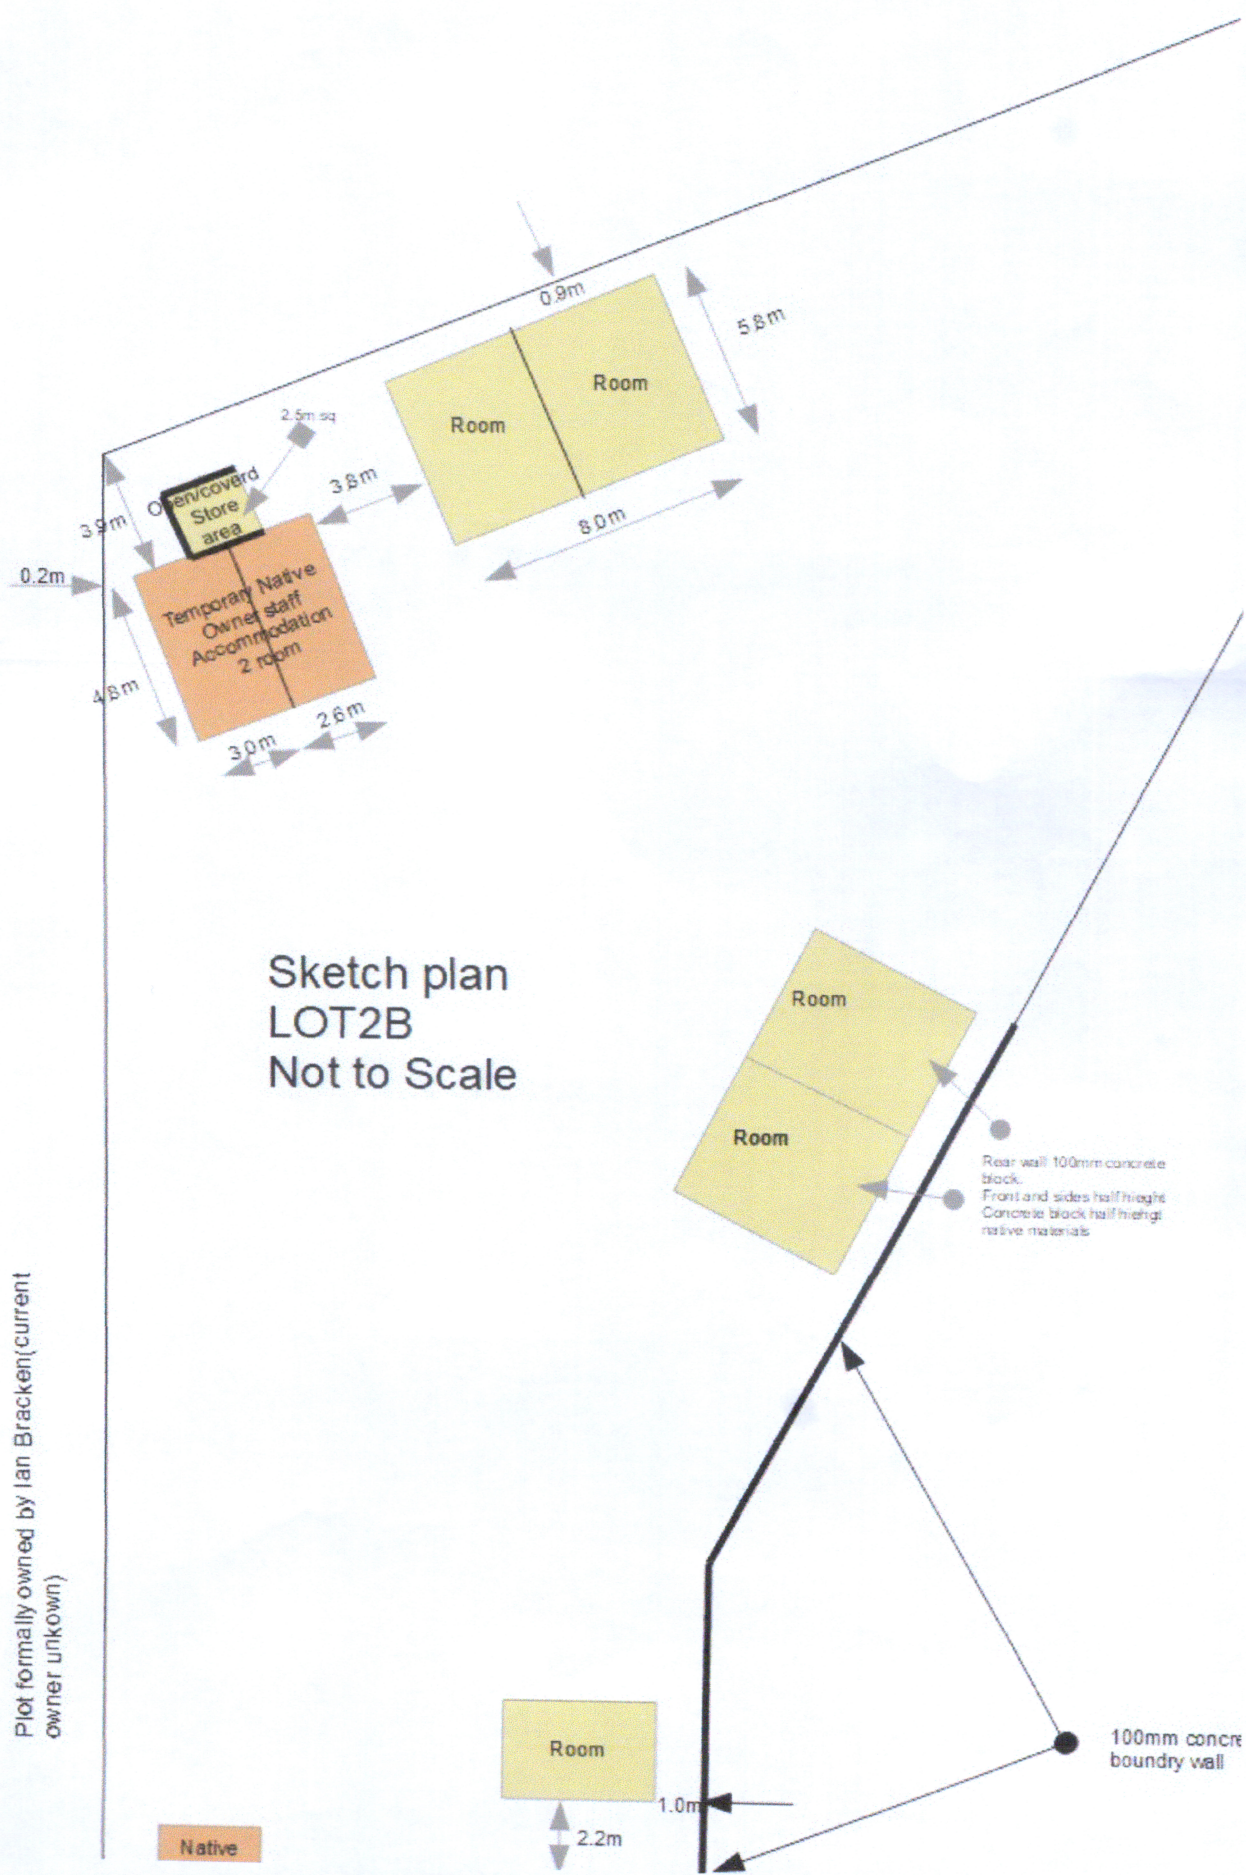 0.9m
5.8m
Room
Room
2.5m sq
3.8m
8.0m
Open/coverd
Store
area
3.9m
0.2m
Temporary Native
Owner staff
Accommodation
2 room
4.8m
3.0m
2.6m
Sketch plan
LOT2B
Not to Scale
Room
Room
Rear wall 100mm concrete
block.
Front and sides half hieght
Concrete block half hiehgt
native materials
Plot formally owned by Ian Bracken(current
owner unkown)
Room
100mm concre
boundry wall
1.0m
2.2m
Native